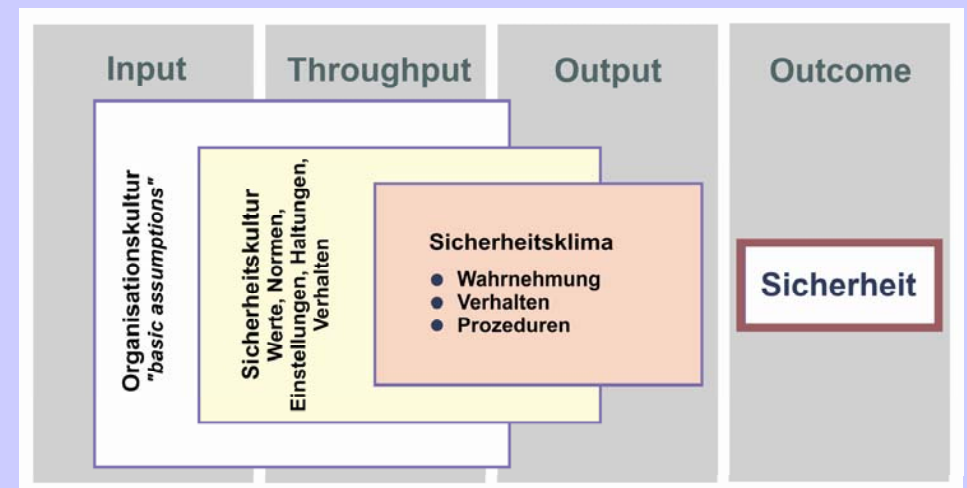 Input
Throughput
Output
Outcome
Organisationskultur
"basic assumptions"
Sicherheitskultur
Werte, Normen,
Einstellungen, Haltungen,
Verhalten
Sicherheitsklima
● Wahrnehmung
● Verhalten
● Prozeduren
Sicherheit